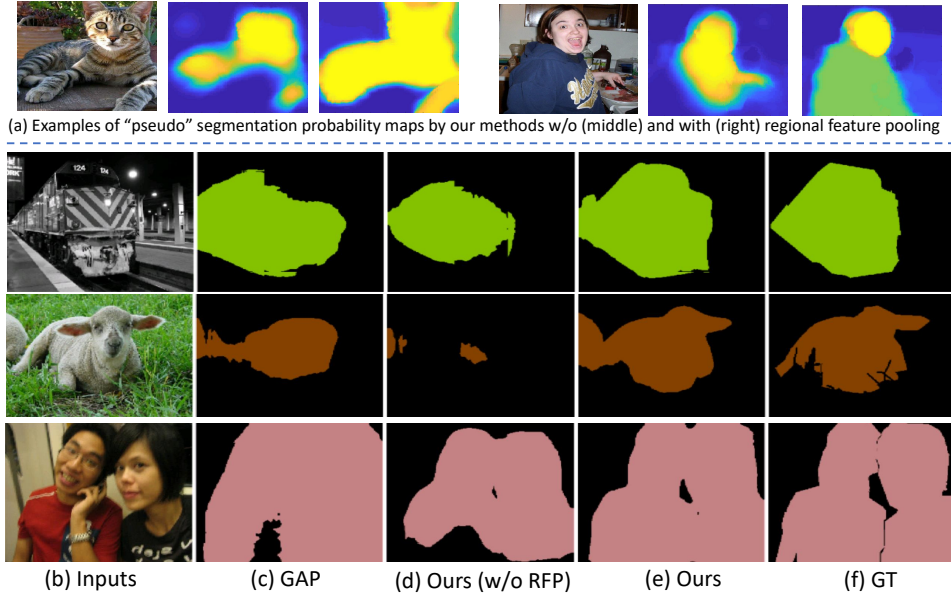 (a) Examples of “pseudo” segmentation probability maps by our methods w/o (middle) and with (right) regional feature pooling
124
(b) Inputs
(c) GAP
(d) Ours (w/o RFP)
(e) Ours
(f) GT